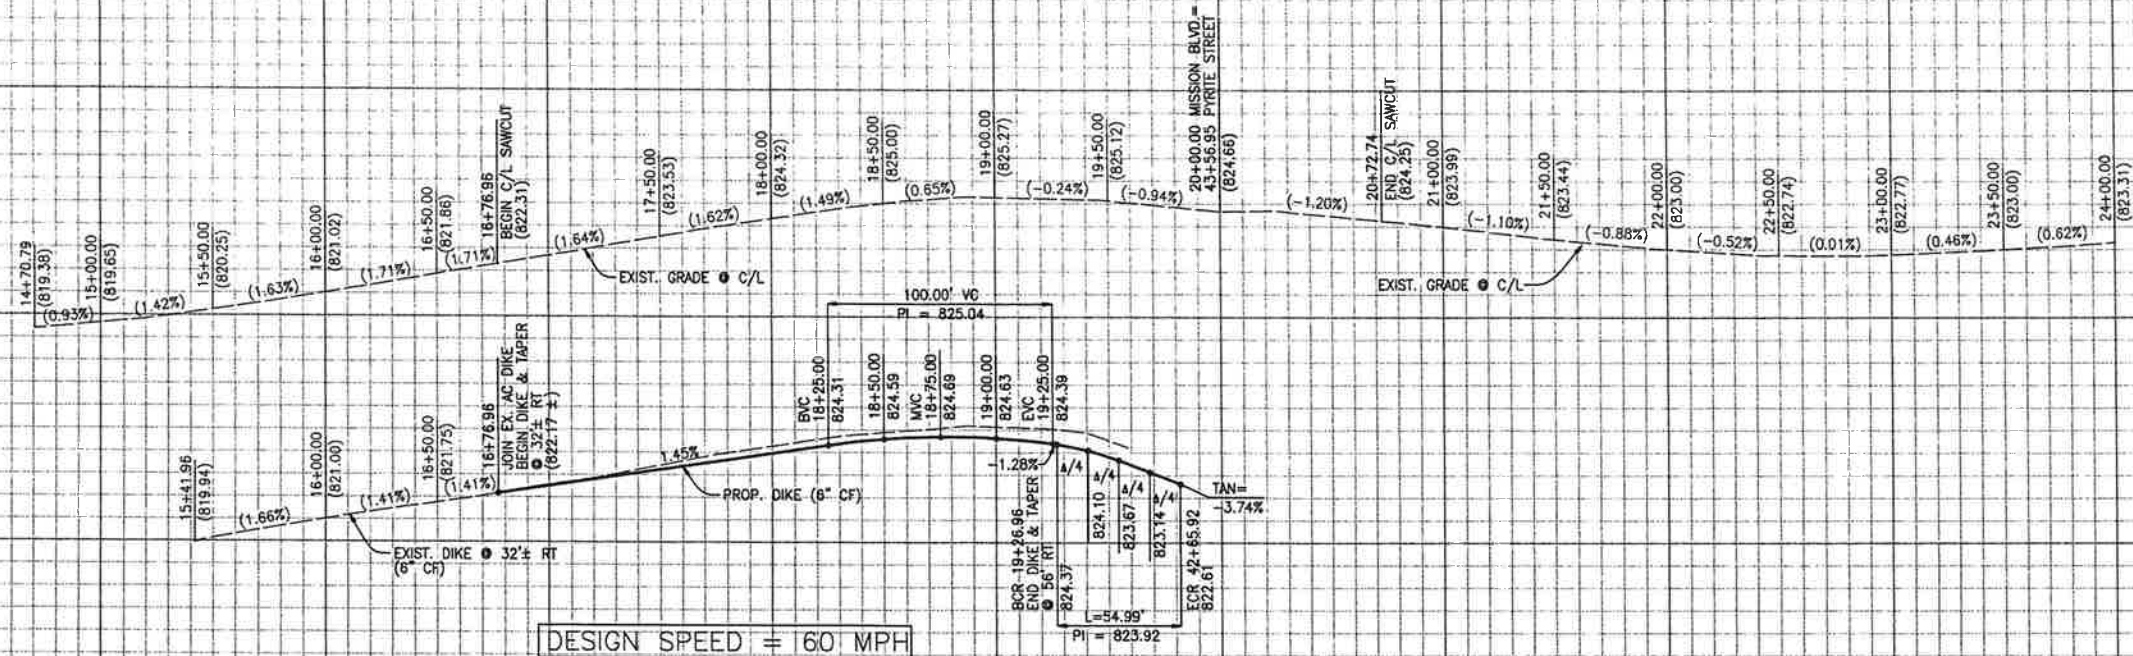 14+70.79
(819.38)
(0.93%)
15+00.00
(819.65)
(1.42%)
15+50.00
(820.25)
(1.63%)
16+00.00
(821.02)
(1.71%)
16+50.00
(821.86)
(1.71%)
16+76.96
BEGIN C/L SAWCUT
(822.31)
(1.64%)
EXIST. GRADE @ C/L
17+50.00
(823.53)
(1.62%)
18+00.00
(824.32)
(1.49%)
18+50.00
(825.00)
(0.65%)
19+00.00
(825.27)
(-0.24%)
19+50.00
(825.12)
(-0.94%)
20+00.00 MISSION BLVD.=
43+56.95 PYRITE STREET
(824.66)
(-1.20%)
20+72.74
END C/L SAWCUT
(824.25)
21+00.00
(823.99)
(-1.10%)
EXIST. GRADE @ C/L
21+50.00
(823.44)
(-0.88%)
22+00.00
(823.00)
(-0.52%)
22+50.00
(822.74)
(0.01%)
23+00.00
(822.77)
(0.46%)
23+50.00
(823.00)
(0.62%)
24+00.00
(823.31)
15+41.96
(819.94)
(1.66%)
16+00.00
(821.00)
(1.41%)
EXIST. DIKE @ 32'± RT
(6" CF)
16+50.00
(821.75)
(1.41%)
16+76.96
JOIN EX. AC DIKE
BEGIN DIKE & TAPER
@ 32'± RT
(822.17 ±)
1.45%
PROP. DIKE (6" CF)
100.00' VC
PI = 825.04
BVC
18+25.00
824.31
18+50.00
824.59
MVC
18+75.00
824.69
19+00.00
824.63
EVC
19+25.00
824.39
-1.28%
Δ/4
Δ/4
Δ/4
Δ/4
BCR 19+26.96
END DIKE & TAPER
@ 56' RT
824.37
824.10
823.67
823.14
TAN=
-3.74%
ECR 42+65.92
822.61
L=54.99'
PI = 823.92
DESIGN SPEED = 60 MPH